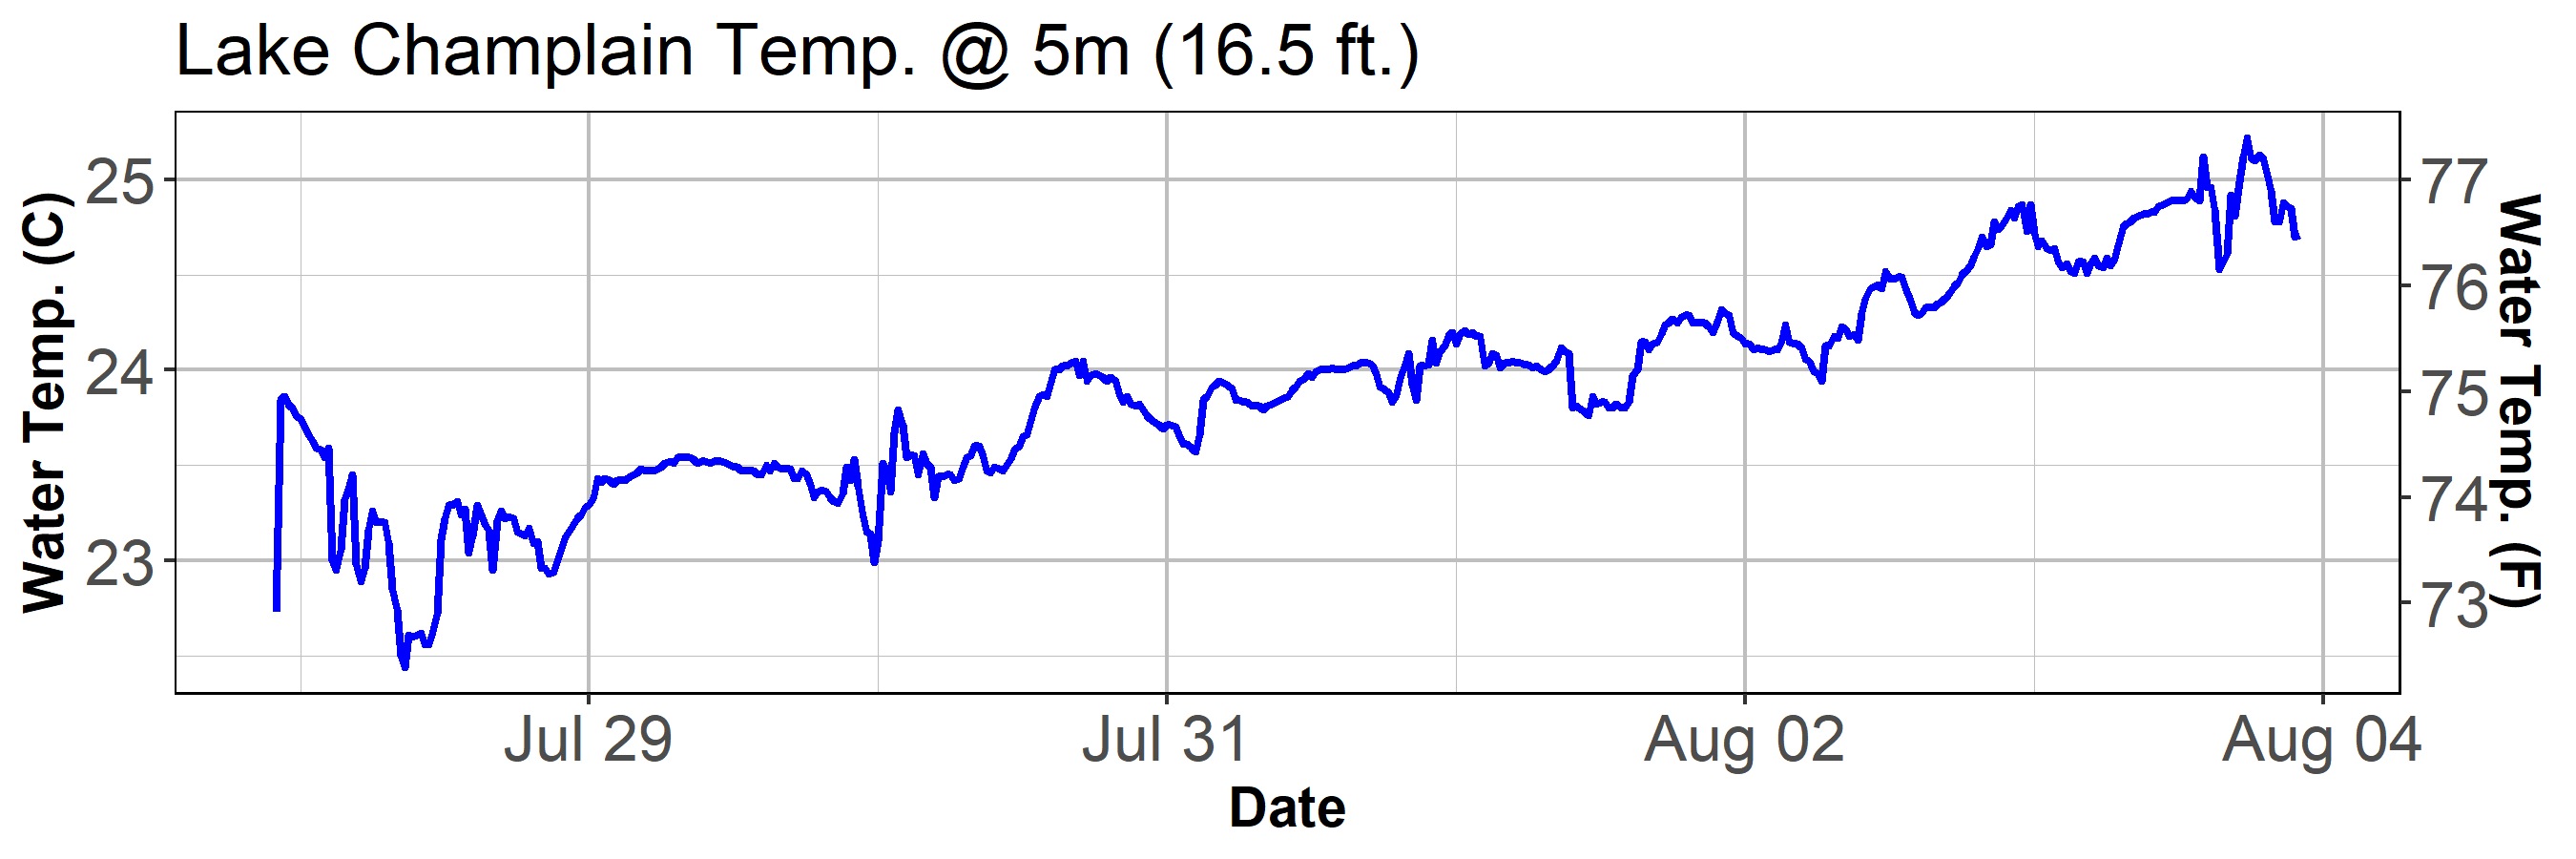 Lake Champlain Temp. @ 5m (16.5 ft.)
Water Temp. (C)
25
24
23
77
76
75
74
73
Water Temp. (F)
Jul 29
Jul 31
Aug 02
Aug 04
Date